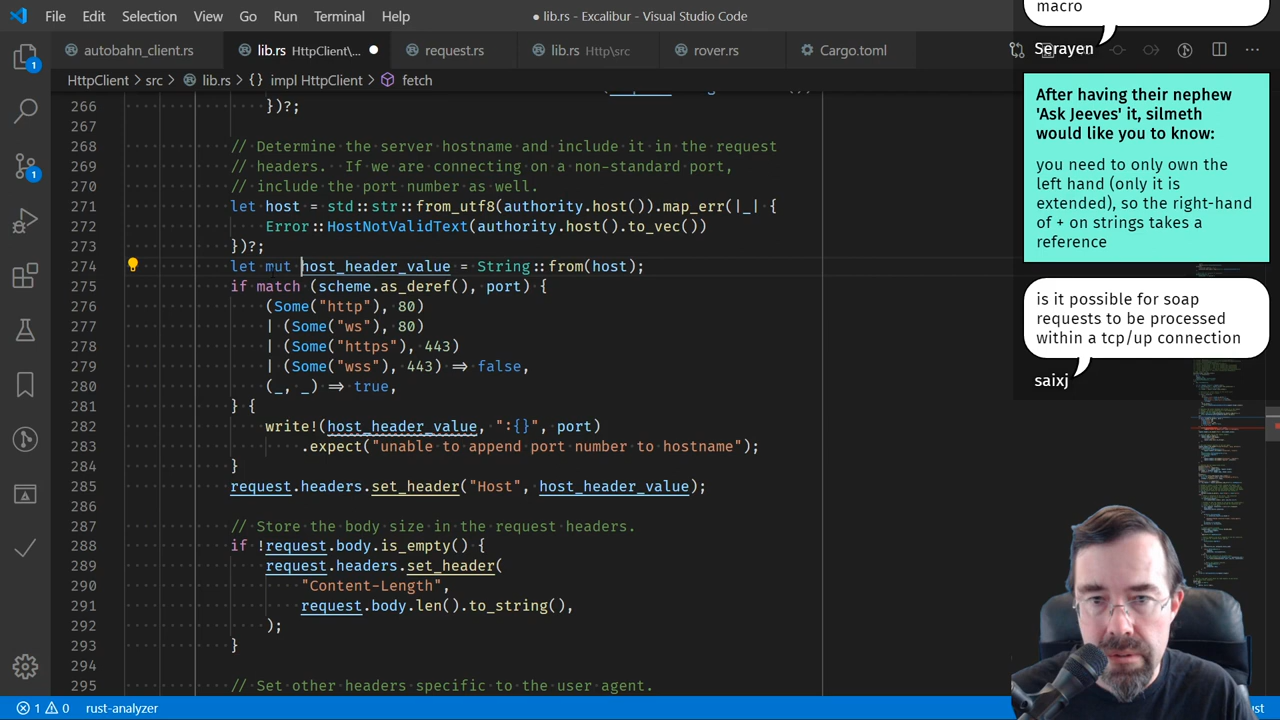 File Edit Selection View Go Run Terminal Help
● lib.rs - Excalibur - Visual Studio Code
autobahn_client.rs
lib.rs HttpClient\...
request.rs
lib.rs Http\src
rover.rs
Cargo.toml
HttpClient > src > lib.rs > {} impl HttpClient > fetch
266 })?;
267
268 // Determine the server hostname and include it in the request
269 // headers. If we are connecting on a non-standard port,
270 // include the port number as well.
271 let host = std::str::from_utf8(authority.host()).map_err(|_| {
272 Error::HostNotValidText(authority.host().to_vec())
273 })?;
274 let mut host_header_value = String::from(host);
275 if match (scheme.as_deref(), port) {
276 (Some("http"), 80)
277 | (Some("ws"), 80)
278 | (Some("https"), 443)
279 | (Some("wss"), 443) => false,
280 (_, _) => true,
281 } {
282 write!(host_header_value, ":{}", port)
283 .expect("unable to append port number to hostname");
284 }
285 request.headers.set_header("Host", host_header_value);
286
287 // Store the body size in the request headers.
288 if !request.body.is_empty() {
289 request.headers.set_header(
290 "Content-Length",
291 request.body.len().to_string(),
292 );
293 }
294
295 // Set other headers specific to the user agent.
macro
Serayen
After having their nephew
'Ask Jeeves' it, silmeth
would like you to know:
you need to only own the
left hand (only it is
extended), so the right-hand
of + on strings takes a
reference
is it possible for soap
requests to be processed
within a tcp/up connection
saixj
1
1
1 0 rust-analyzer